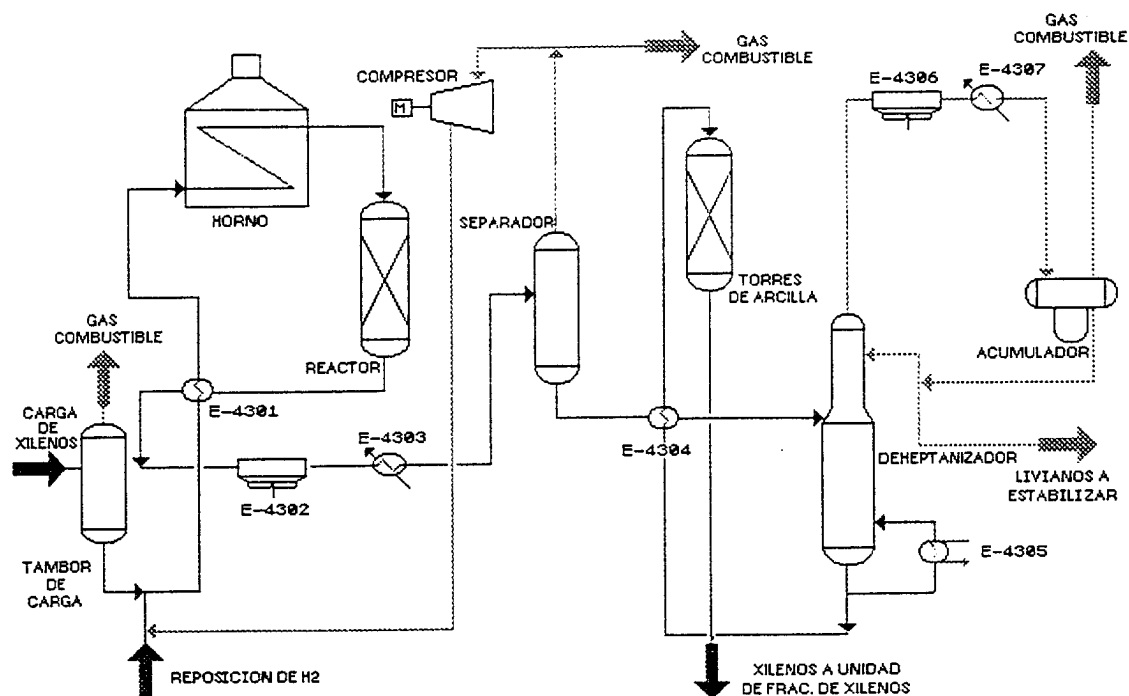 GAS
COMBUSTIBLE
COMPRESOR
M
GAS
COMBUSTIBLE
E-4306
E-4307
HORNO
SEPARADOR
REACTOR
TORRES
DE ARCILLA
ACUMULADOR
GAS
COMBUSTIBLE
CARGA
DE
XILENOS
E-4301
E-4303
E-4302
E-4304
DEHEPTANIZADOR
LIVIANOS A
ESTABILIZAR
E-4305
TAMBOR
DE
CARGA
REPOSICION DE H2
XILENOS A UNIDAD
DE FRAC. DE XILENOS